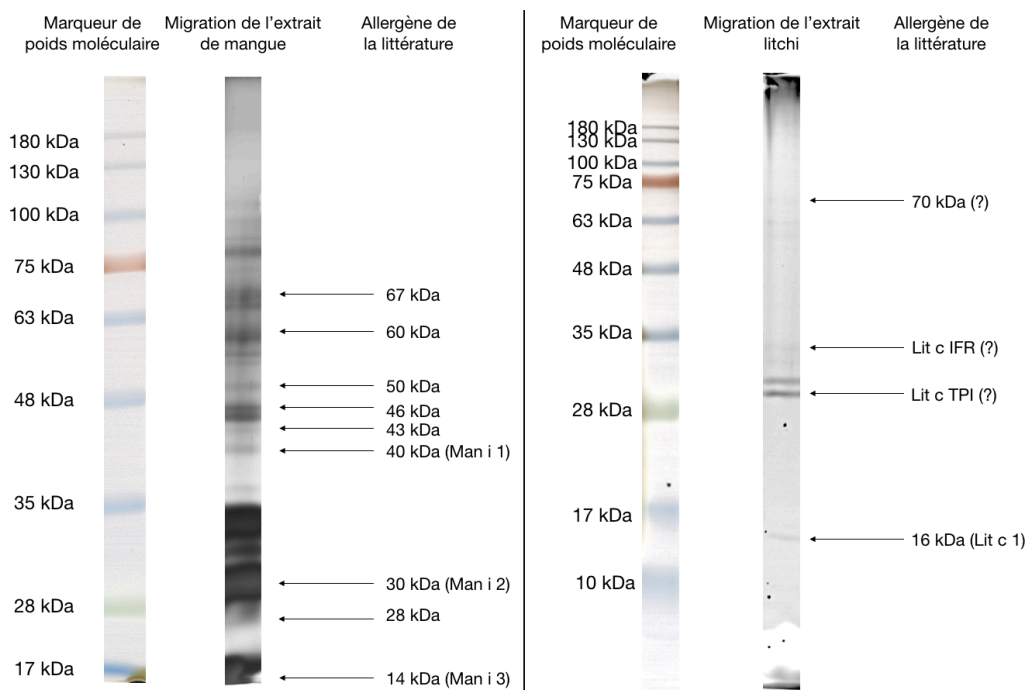 Marqueur de
poids moléculaire
Migration de l'extrait
de mangue
Allergène de
la littérature
180 kDa
130 kDa
100 kDa
75 kDa
63 kDa
48 kDa
35 kDa
28 kDa
17 kDa
67 kDa
60 kDa
50 kDa
46 kDa
43 kDa
40 kDa (Man i 1)
30 kDa (Man i 2)
28 kDa
14 kDa (Man i 3)
Marqueur de
poids moléculaire
Migration de l'extrait
litchi
Allergène de
la littérature
180 kDa
130 kDa
100 kDa
75 kDa
63 kDa
48 kDa
35 kDa
28 kDa
17 kDa
10 kDa
70 kDa (?)
Lit c IFR (?)
Lit c TPI (?)
16 kDa (Lit c 1)